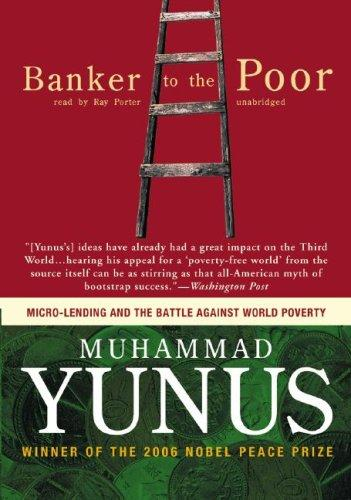 Banker to the Poor
read by Ray Porter unabridged
"[Yunus's] ideas have already had a great impact on the Third
World...hearing his appeal for a 'poverty-free world' from
the source itself can be as stirring as that all-American myth of
bootstrap success."—Washington Post
MICRO-LENDING AND THE BATTLE AGAINST WORLD POVERTY
MUHAMMAD
YUNUS
WINNER OF THE 2006 NOBEL PEACE PRIZE